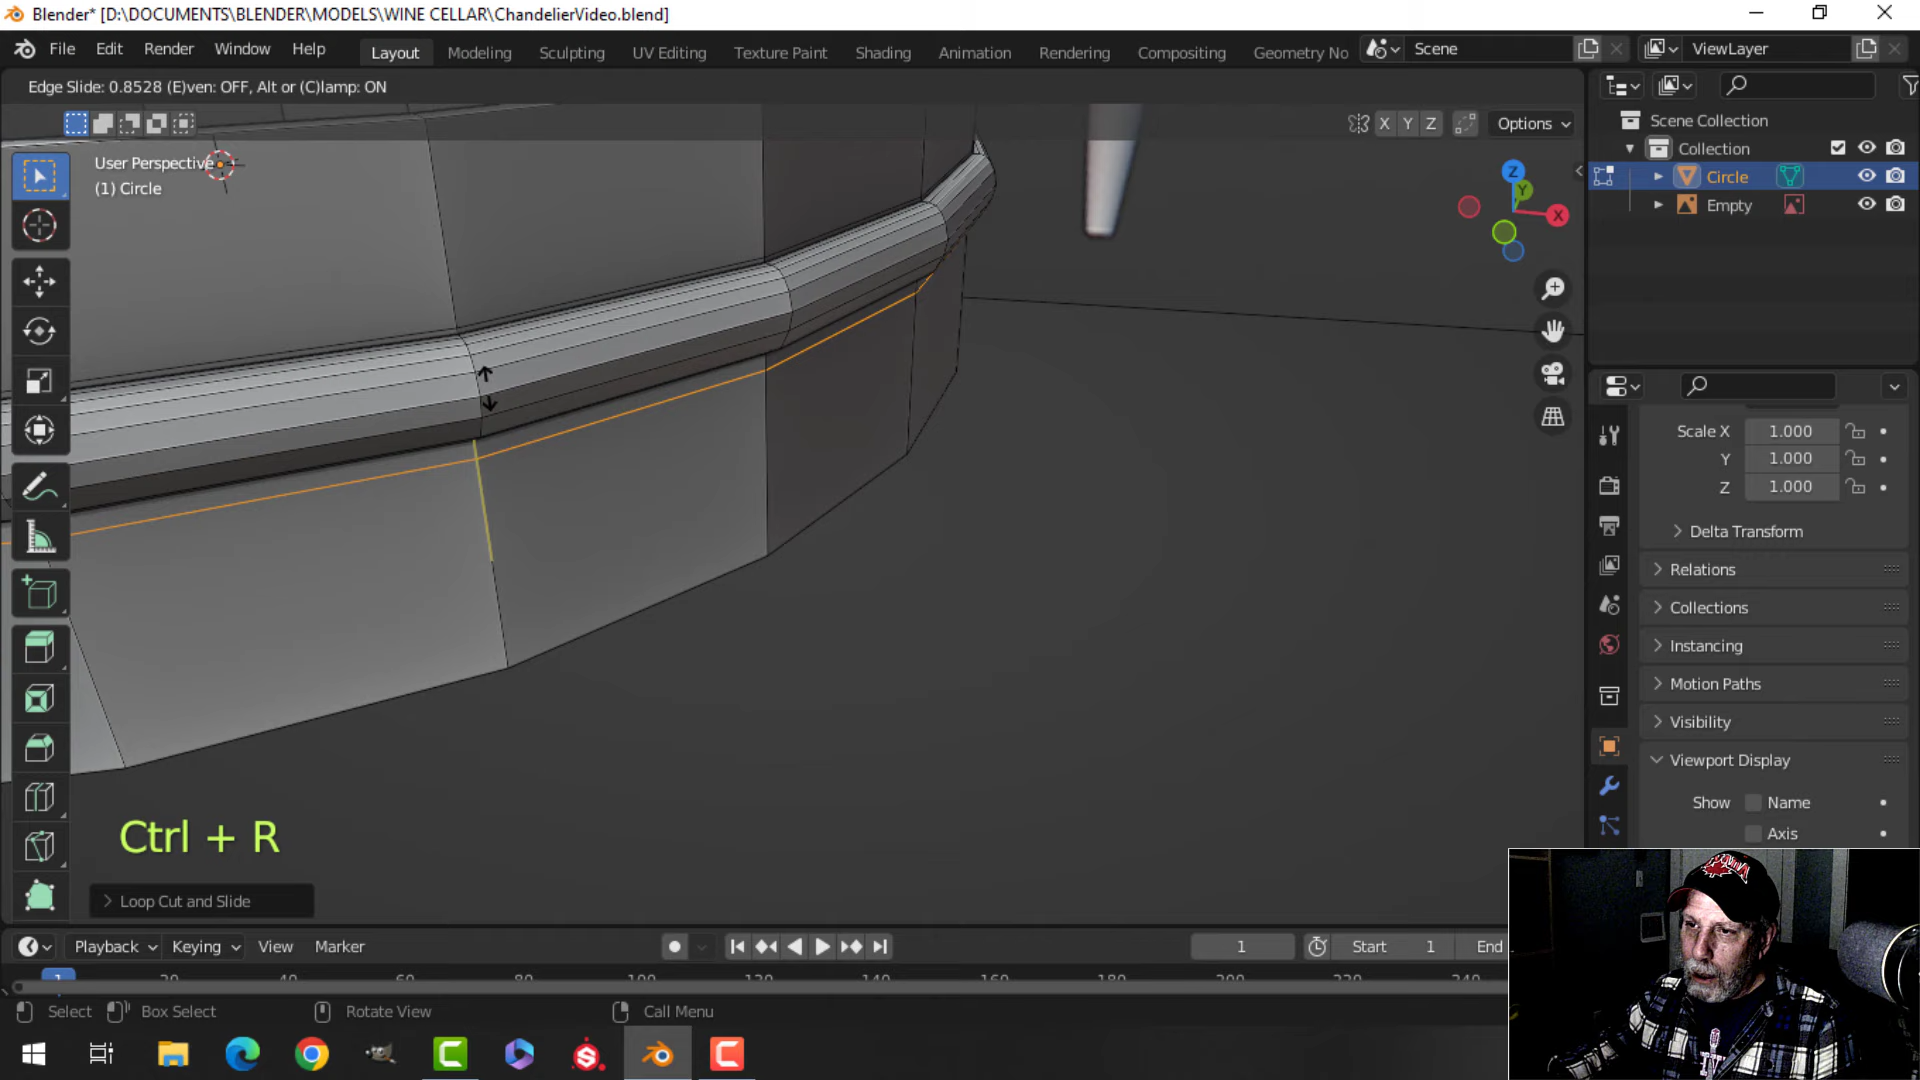 Blender* [D:\DOCUMENTS\BLENDER\MODELS\WINE CELLAR\ChandelierVideo.blend]
File Edit Render Window Help
Layout Modeling Sculpting UV Editing Texture Paint Shading Animation Rendering Compositing Geometry No
Scene
ViewLayer
Edge Slide: 0.8528 (E)ven: OFF, Alt or (C)lamp: ON
X Y Z
Options
User Perspective
(1) Circle
Z
Y
X
Scene Collection
Collection
Circle
Empty
Scale X 1.000
Y 1.000
Z 1.000
Delta Transform
Relations
Collections
Instancing
Motion Paths
Visibility
Viewport Display
Show Name
Axis
Ctrl + R
Loop Cut and Slide
Playback Keying View Marker
1
Start 1 End
1
Select Box Select Rotate View Call Menu